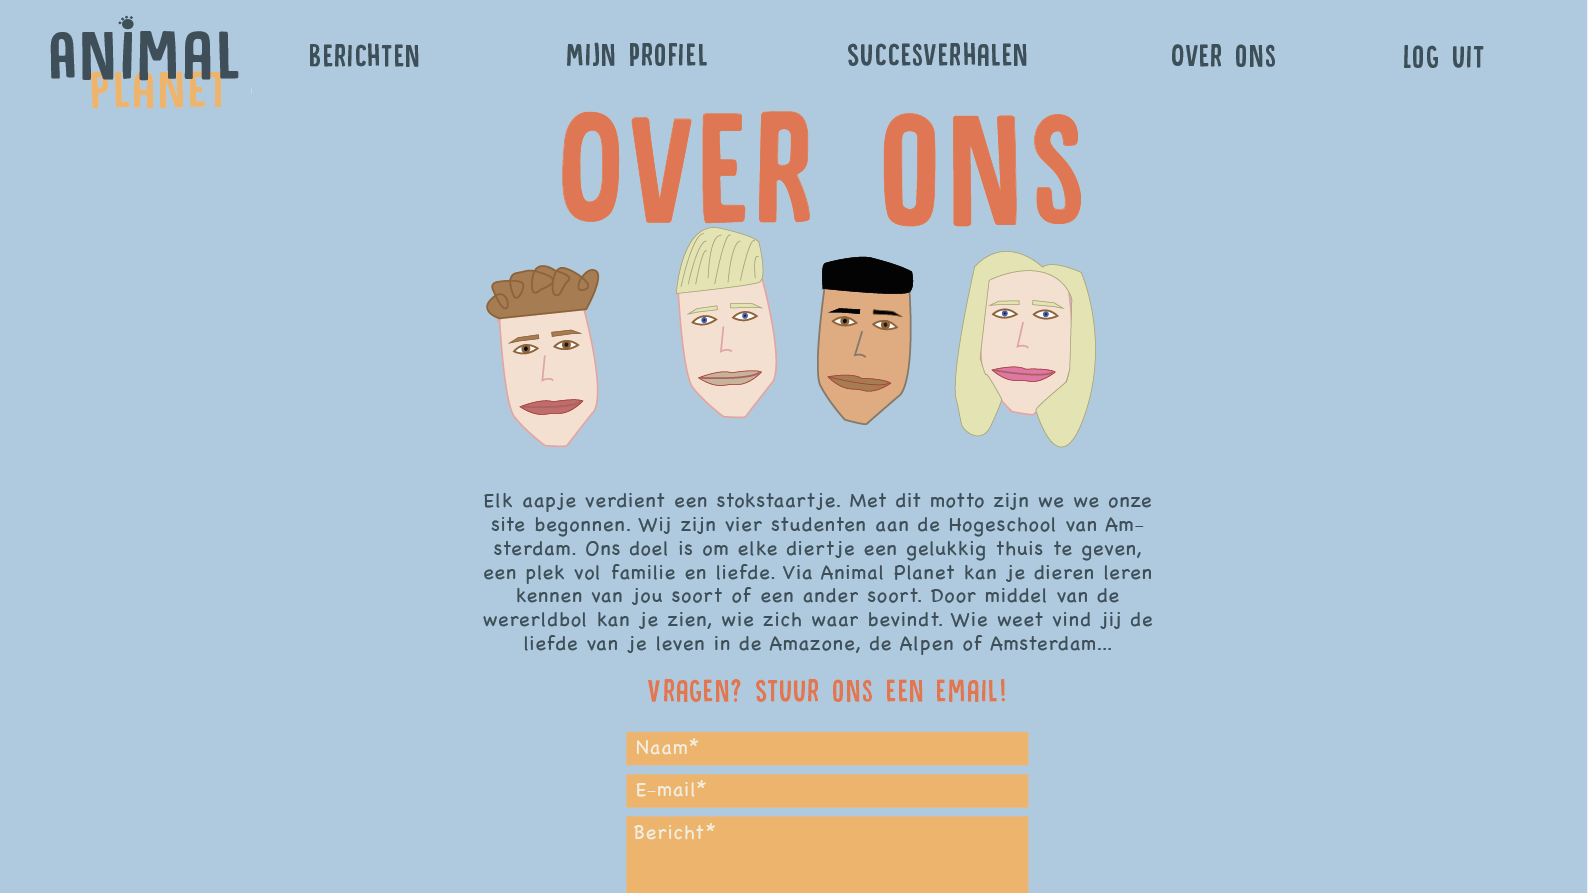 ANiMAL
PLANET
BERICHTEN
MIJN PROFIEL
SUCCESVERHALEN
OVER ONS
LOG UIT
OVER ONS
Elk aapje verdient een stokstaartje. Met dit motto zijn we we onze
site begonnen. Wij zijn vier studenten aan de Hogeschool van Am-
sterdam. Ons doel is om elke diertje een gelukkig thuis te geven,
een plek vol familie en liefde. Via Animal Planet kan je dieren leren
kennen van jou soort of een ander soort. Door middel van de
wererldbol kan je zien, wie zich waar bevindt. Wie weet vind jij de
liefde van je leven in de Amazone, de Alpen of Amsterdam...
VRAGEN? STUUR ONS EEN EMAIL!
Naam*
E-mail*
Bericht*